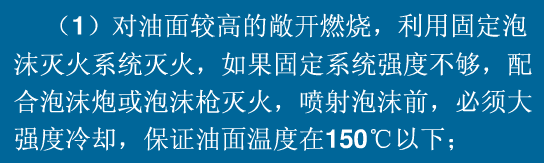 （1）对油面较高的敞开燃烧，利用固定泡
沫灭火系统灭火，如果固定系统强度不够，配
合泡沫炮或泡沫枪灭火，喷射泡沫前，必须大
强度冷却，保证油面温度在150℃以下；